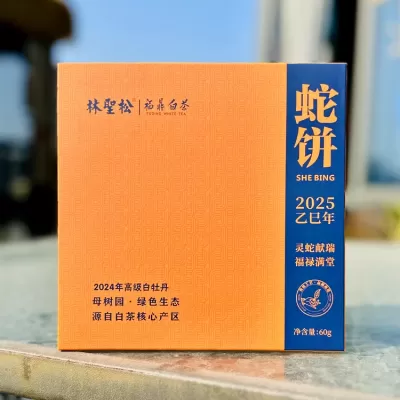 林聖松
福鼎白茶
FUDING WHITE TEA
2024年高级白牡丹
母树园·绿色生态
源自白茶核心产区
蛇饼
SHE BING
2025
乙巳年
灵蛇献瑞
福禄满堂
净含量:60g